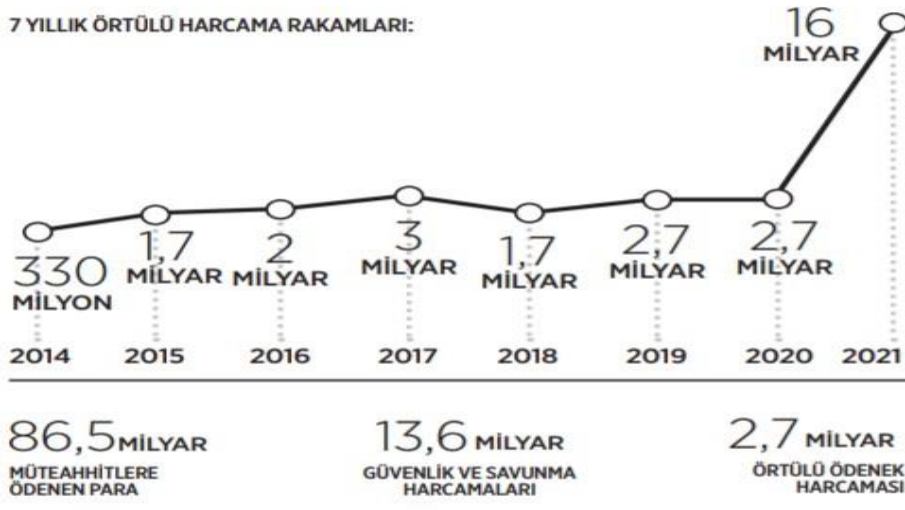 7 YILLIK ÖRTÜLÜ HARCAMA RAKAMLARI:
16
MİLYAR
330
MİLYON
1,7
MİLYAR
2
MİLYAR
3
MİLYAR
1,7
MİLYAR
2,7
MİLYAR
2,7
MİLYAR
2014 2015 2016 2017 2018 2019 2020 2021
86,5 MİLYAR
MÜTEAHHİTLERE
ÖDENEN PARA
13,6 MİLYAR
GÜVENLİK VE SAVUNMA
HARCAMALARI
2,7 MİLYAR
ÖRTÜLÜ ÖDENEK
HARCAMASI